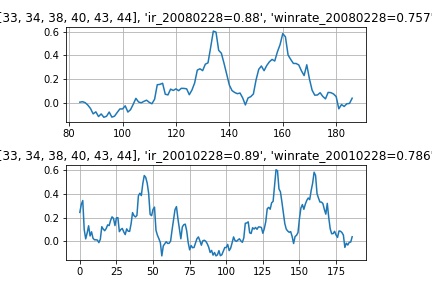 [33, 34, 38, 40, 43, 44], 'ir_20080228=0.88', 'winrate_20080228=0.757'
0.6
0.4
0.2
0.0
80 100 120 140 160 180
[33, 34, 38, 40, 43, 44], 'ir_20010228=0.89', 'winrate_20010228=0.786'
0.6
0.4
0.2
0.0
0 25 50 75 100 125 150 175